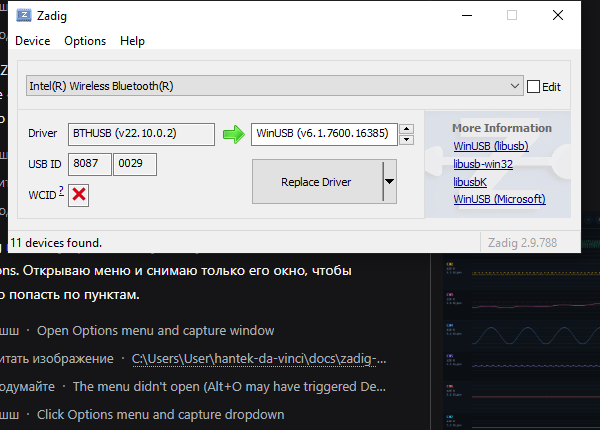 Zadig
Device Options Help
Intel(R) Wireless Bluetooth(R)
Edit
Driver BTHUSB (v22.10.0.2) WinUSB (v6.1.7600.16385)
USB ID 8087 0029
WCID ?
Replace Driver
More Information
WinUSB (libusb)
libusb-win32
libusbK
WinUSB (Microsoft)
11 devices found.
Zadig 2.9.788
ons. Открываю меню и снимаю только его окно, чтобы
о попасть по пунктам.
шш · Open Options menu and capture window
итать изображение · C:\Users\User\hantek-da-vinci\docs\zadig-...
одумайте · The menu didn't open (Alt+O may have triggered De...
шш · Click Options menu and capture dropdown